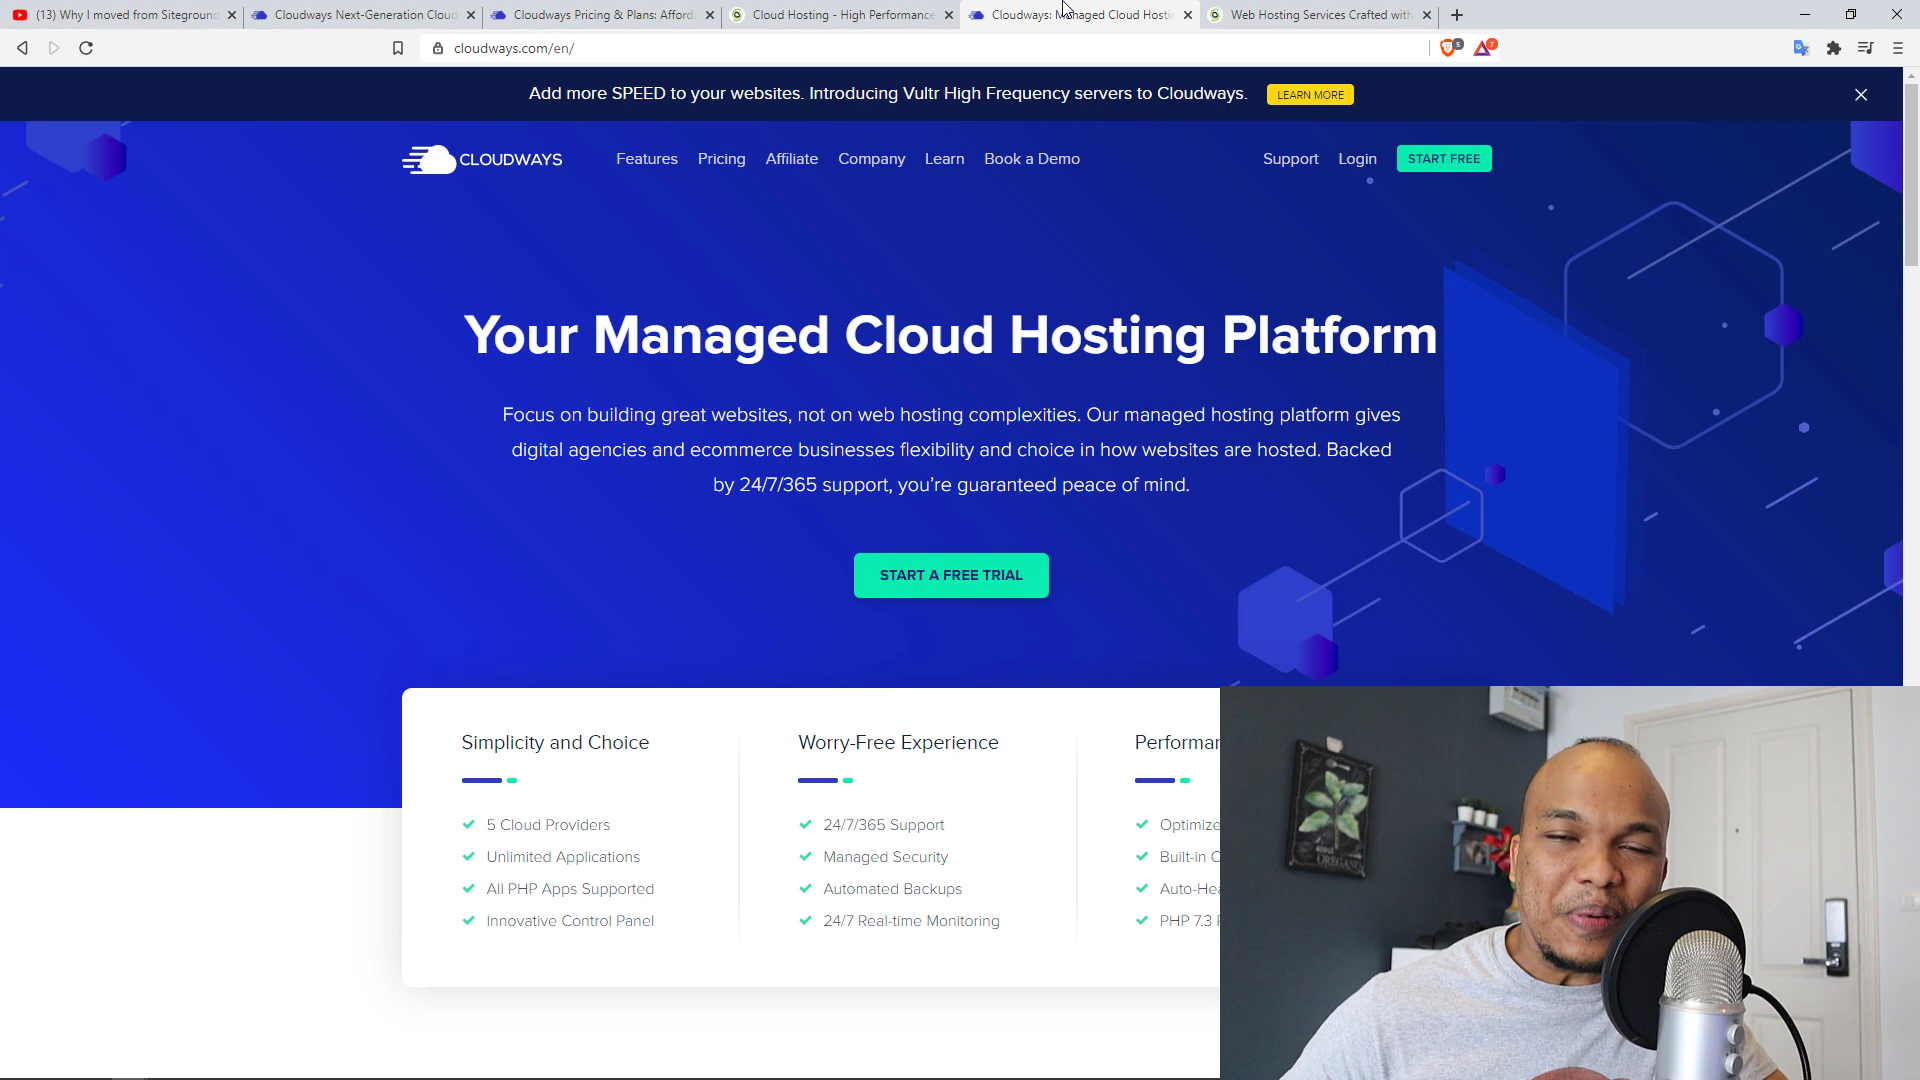 (13) Why I moved from Siteground
Cloudways Next-Generation Cloud
Cloudways Pricing & Plans: Afford
Cloud Hosting - High Performance
Cloudways: Managed Cloud Hosti
Web Hosting Services Crafted with
cloudways.com/en/
5
7
Add more SPEED to your websites. Introducing Vultr High Frequency servers to Cloudways.
LEARN MORE
CLOUDWAYS
Features
Pricing
Affiliate
Company
Learn
Book a Demo
Support
Login
START FREE
Your Managed Cloud Hosting Platform
Focus on building great websites, not on web hosting complexities. Our managed hosting platform gives
digital agencies and ecommerce businesses flexibility and choice in how websites are hosted. Backed
by 24/7/365 support, you’re guaranteed peace of mind.
START A FREE TRIAL
Simplicity and Choice
5 Cloud Providers
Unlimited Applications
All PHP Apps Supported
Innovative Control Panel
Worry-Free Experience
24/7/365 Support
Managed Security
Automated Backups
24/7 Real-time Monitoring
Performa
Optimize
Built-in
Auto-He
PHP 7.3
OREGANO